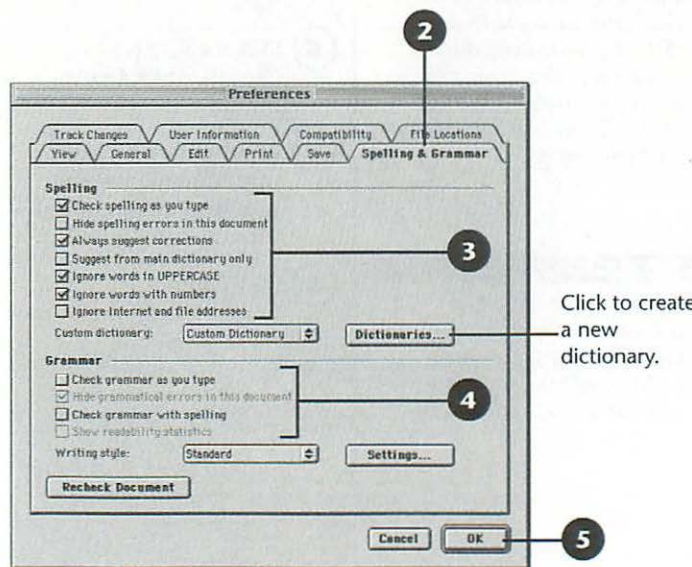 2
Preferences
Track Changes User Information Compatibility File Locations
View General Edit Print Save Spelling & Grammar
Spelling
Check spelling as you type
Hide spelling errors in this document
Always suggest corrections
Suggest from main dictionary only
Ignore words in UPPERCASE
Ignore words with numbers
Ignore Internet and file addresses
3
Custom dictionary: Custom Dictionary Dictionaries...
Click to create
a new
dictionary.
Grammar
Check grammar as you type
Hide grammatical errors in this document
Check grammar with spelling
Show readability statistics
4
Writing style: Standard Settings...
Recheck Document
Cancel OK
5